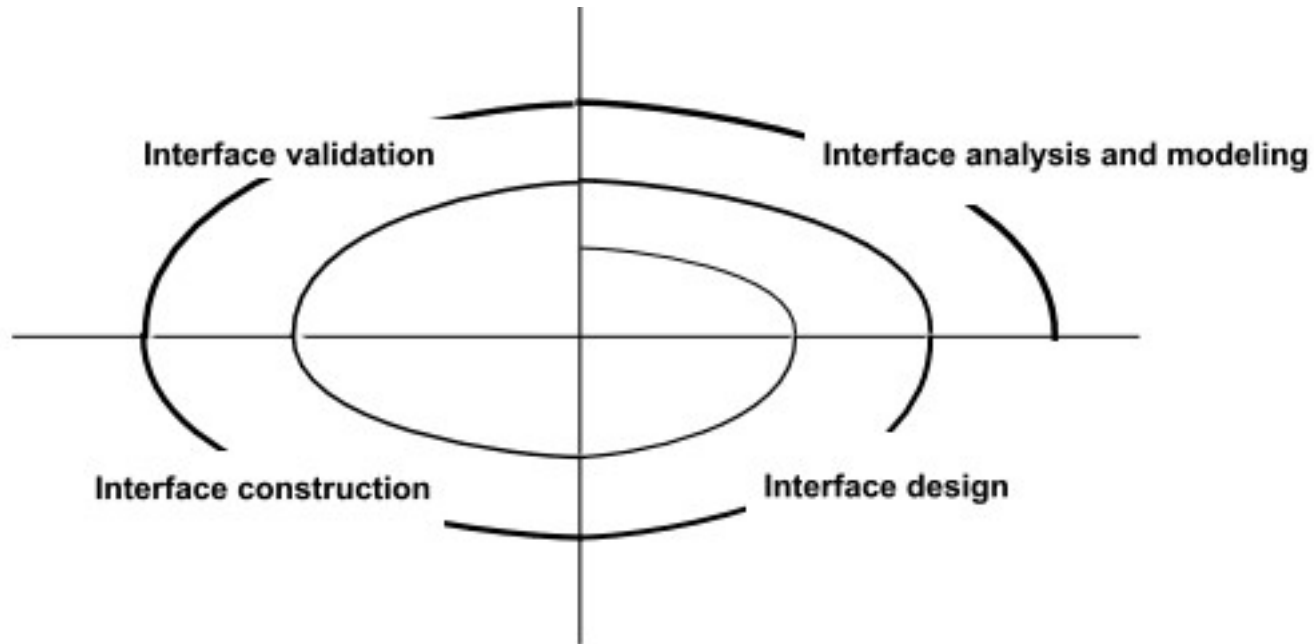 Interface validation
Interface analysis and modeling
Interface construction
Interface design